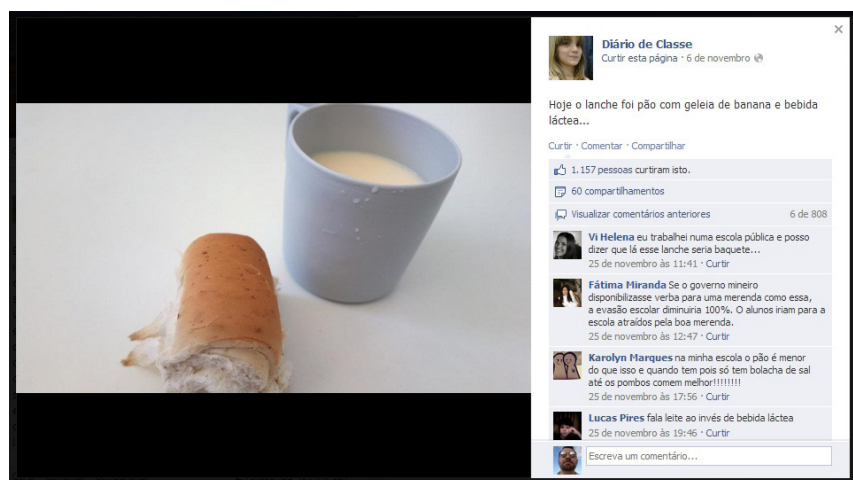 Diário de Classe
Curtir esta página · 6 de novembro
Hoje o lanche foi pão com geleia de banana e bebida
láctea...
Curtir · Comentar · Compartilhar
1.157 pessoas curtiram isto.
60 compartilhamentos
Visualizar comentários anteriores 6 de 808
Vi Helena eu trabalhei numa escola pública e posso
dizer que lá esse lanche seria baquete...
25 de novembro às 11:41 · Curtir
Fátima Miranda Se o governo mineiro
disponibilizasse verba para uma merenda como essa,
a evasão escolar diminuiria 100%. O alunos iriam para a
escola atraídos pela boa merenda.
25 de novembro às 12:47 · Curtir
Karolyn Marques na minha escola o pão é menor
do que isso e quando tem pois só tem bolacha de sal
até os pombos comem melhor!!!!!!!!
25 de novembro às 17:56 · Curtir
Lucas Pires fala leite ao invés de bebida láctea
25 de novembro às 19:46 · Curtir
Escreva um comentário...